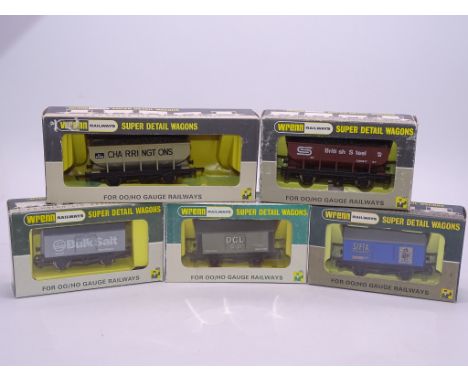 Wrenn RAILWAYS SUPER DETAIL WAGONS
CHARRINGTONS
FOR OO/HO GAUGE RAILWAYS
Wrenn RAILWAYS SUPER DETAIL WAGONS
British Steel
FOR OO/HO GAUGE RAILWAYS
Wrenn RAILWAYS SUPER DETAIL WAGONS
Bulk Salt
FOR OO/HO GAUGE RAILWAYS
Wrenn RAILWAYS SUPER DETAIL WAGONS
DGL
FOR OO/HO GAUGE RAILWAYS
Wrenn RAILWAYS SUPER DETAIL WAGONS
SIFTA
FOR OO/HO GAUGE RAILWAYS